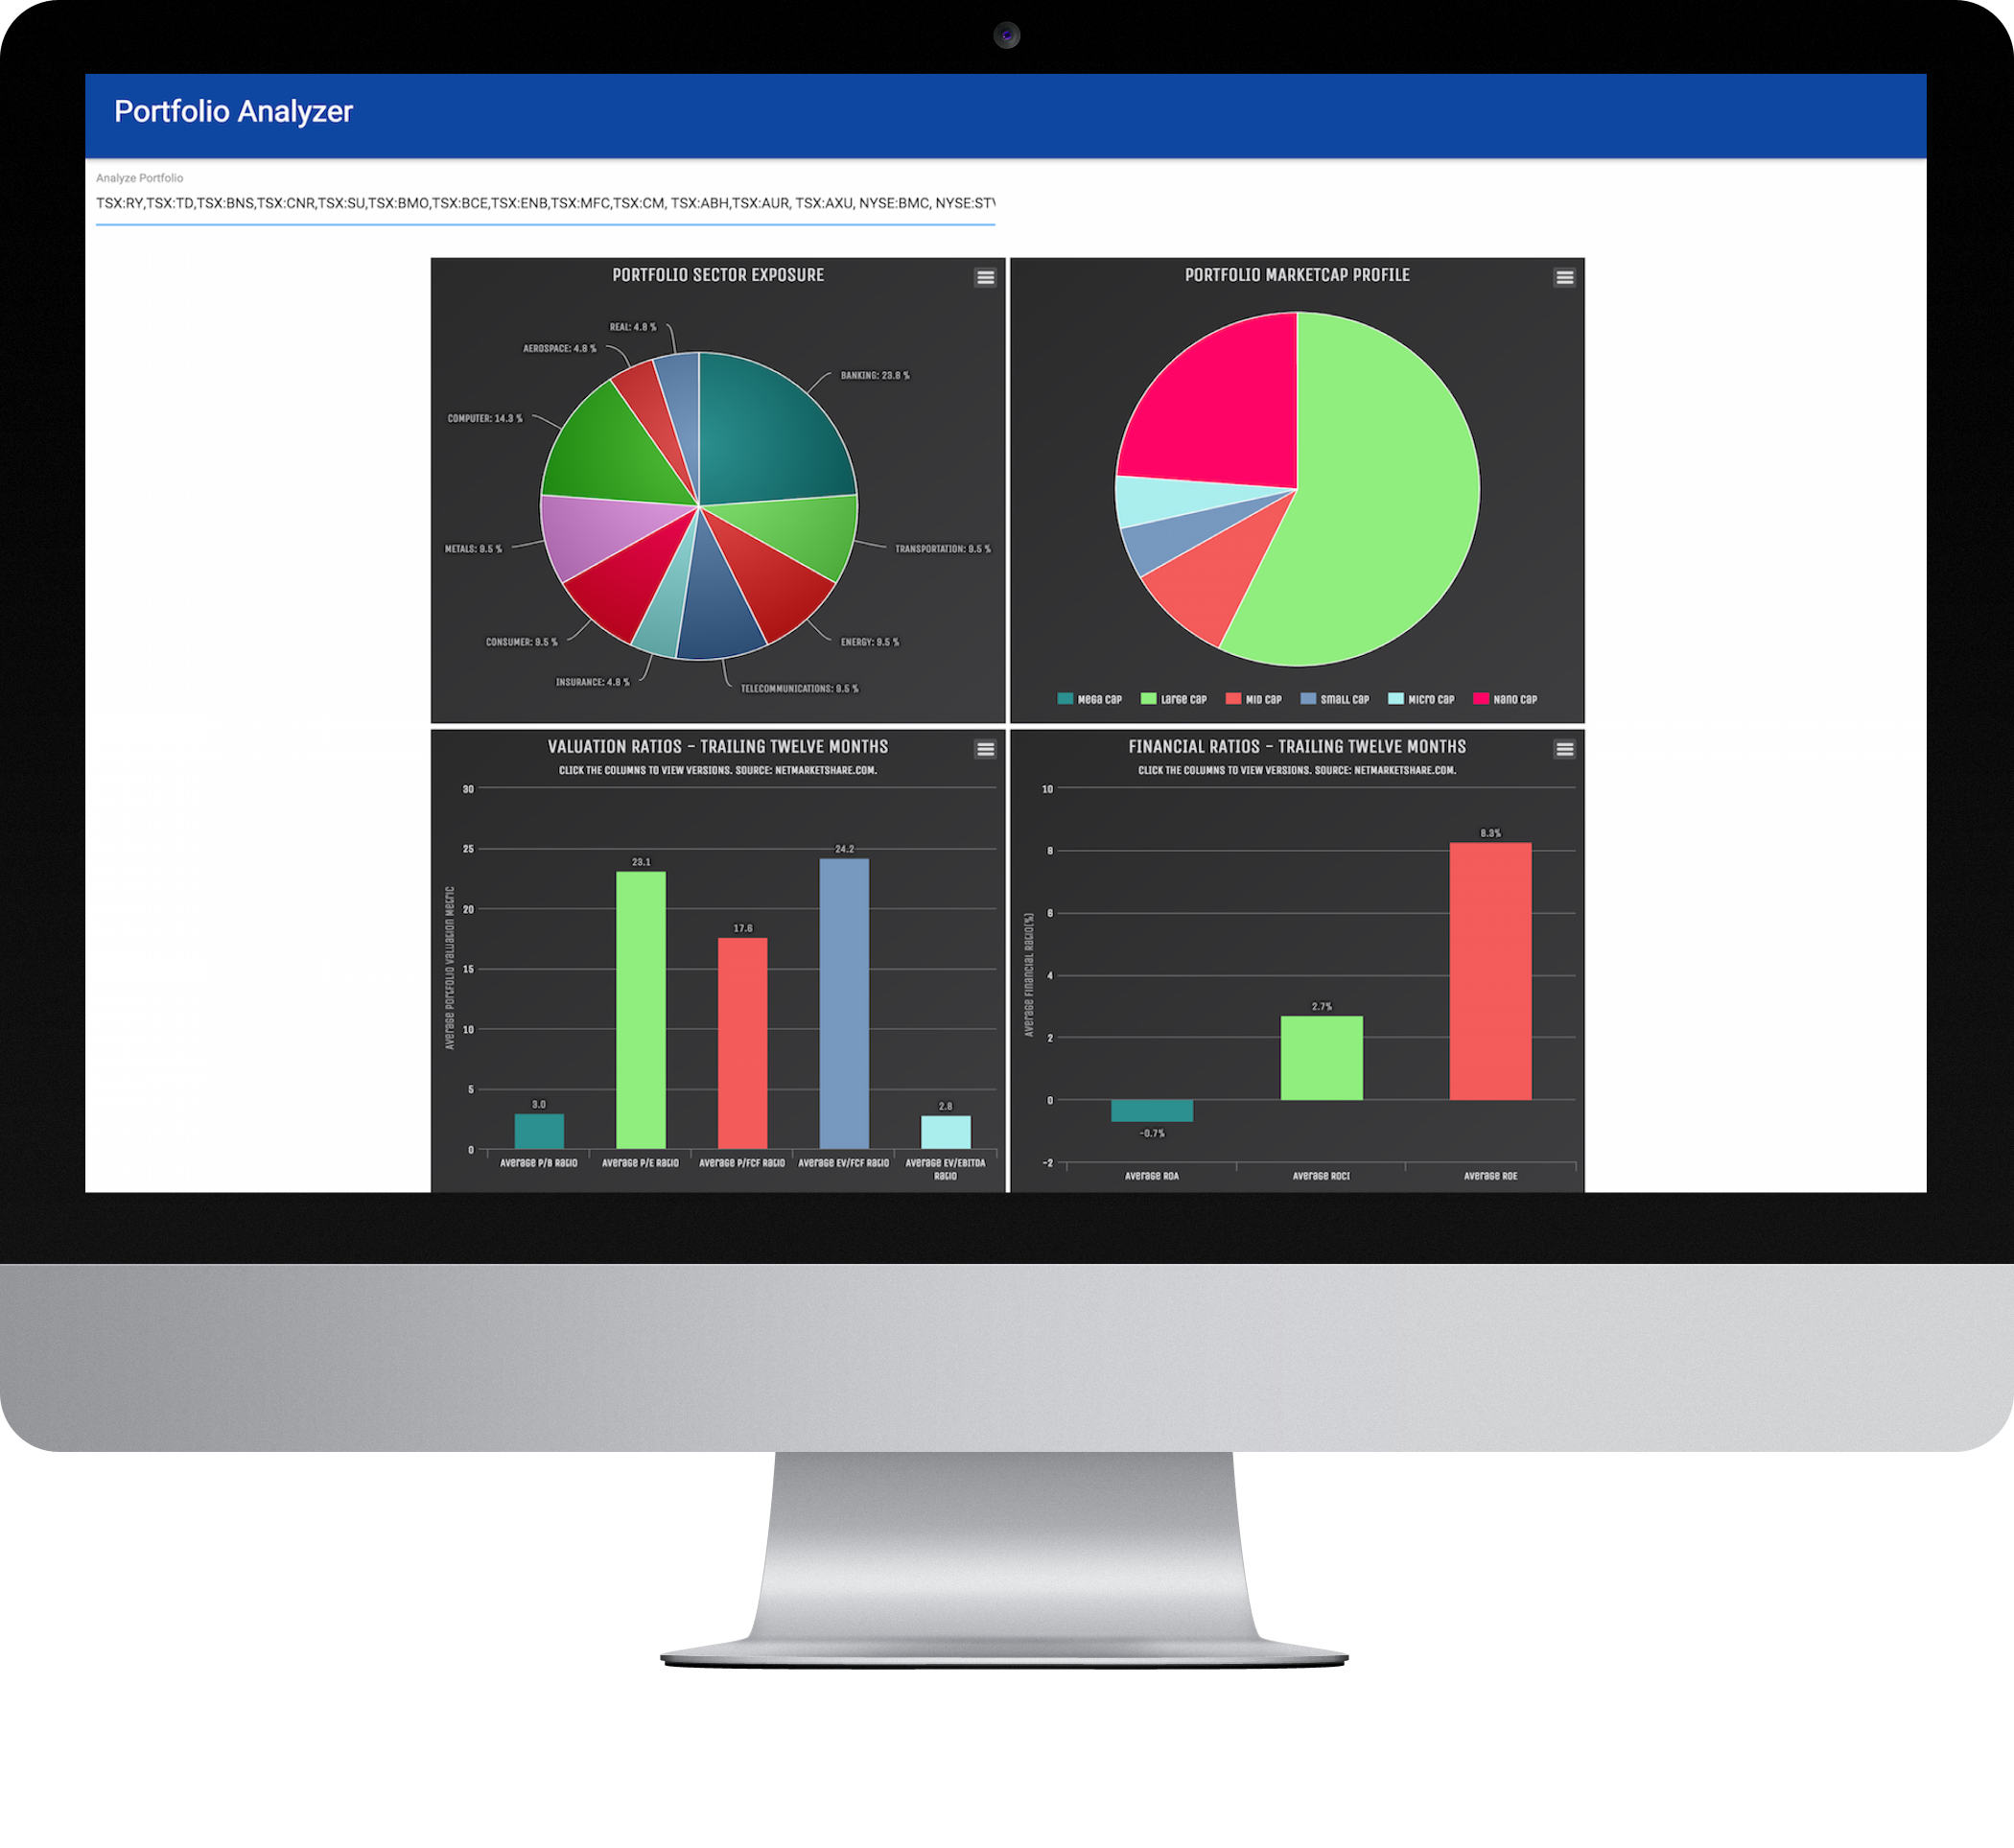 Portfolio Analyzer
Analyze Portfolio
TSX:RY,TSX:TD,TSX:BNS,TSX:CNR,TSX:SU,TSX:BMO,TSX:BCE,TSX:ENB,TSX:MFC,TSX:CM, TSX:ABH,TSX:AUR, TSX:AXU, NYSE:BMC, NYSE:ST
PORTFOLIO SECTOR EXPOSURE
REAL: 4.8 %
AEROSPACE: 4.8 %
BANKING: 23.8 %
COMPUTER: 14.3 %
METALS: 9.5 %
TRANSPORTATION: 9.5 %
CONSUMER: 9.5 %
ENERGY: 9.5 %
INSURANCE: 4.8 %
TELECOMMUNICATIONS: 9.5 %
PORTFOLIO MARKETCAP PROFILE
Mega Cap
Large Cap
Mid Cap
Small Cap
Micro Cap
Nano Cap
VALUATION RATIOS - TRAILING TWELVE MONTHS
CLICK THE COLUMNS TO VIEW VERSIONS. SOURCE: NETMARKETSHARE.COM.
Average Portfolio Valuation Metric
30
25
20
15
10
5
0
3.0
23.1
17.6
24.2
2.8
Average P/B Ratio
Average P/E Ratio
Average P/FCF Ratio
Average EV/FCF Ratio
Average EV/EBITDA
Ratio
FINANCIAL RATIOS - TRAILING TWELVE MONTHS
CLICK THE COLUMNS TO VIEW VERSIONS. SOURCE: NETMARKETSHARE.COM.
Average Financial Ratio(%)
10
8
6
4
2
0
-2
-0.7%
2.7%
8.3%
Average ROA
Average ROCI
Average ROE